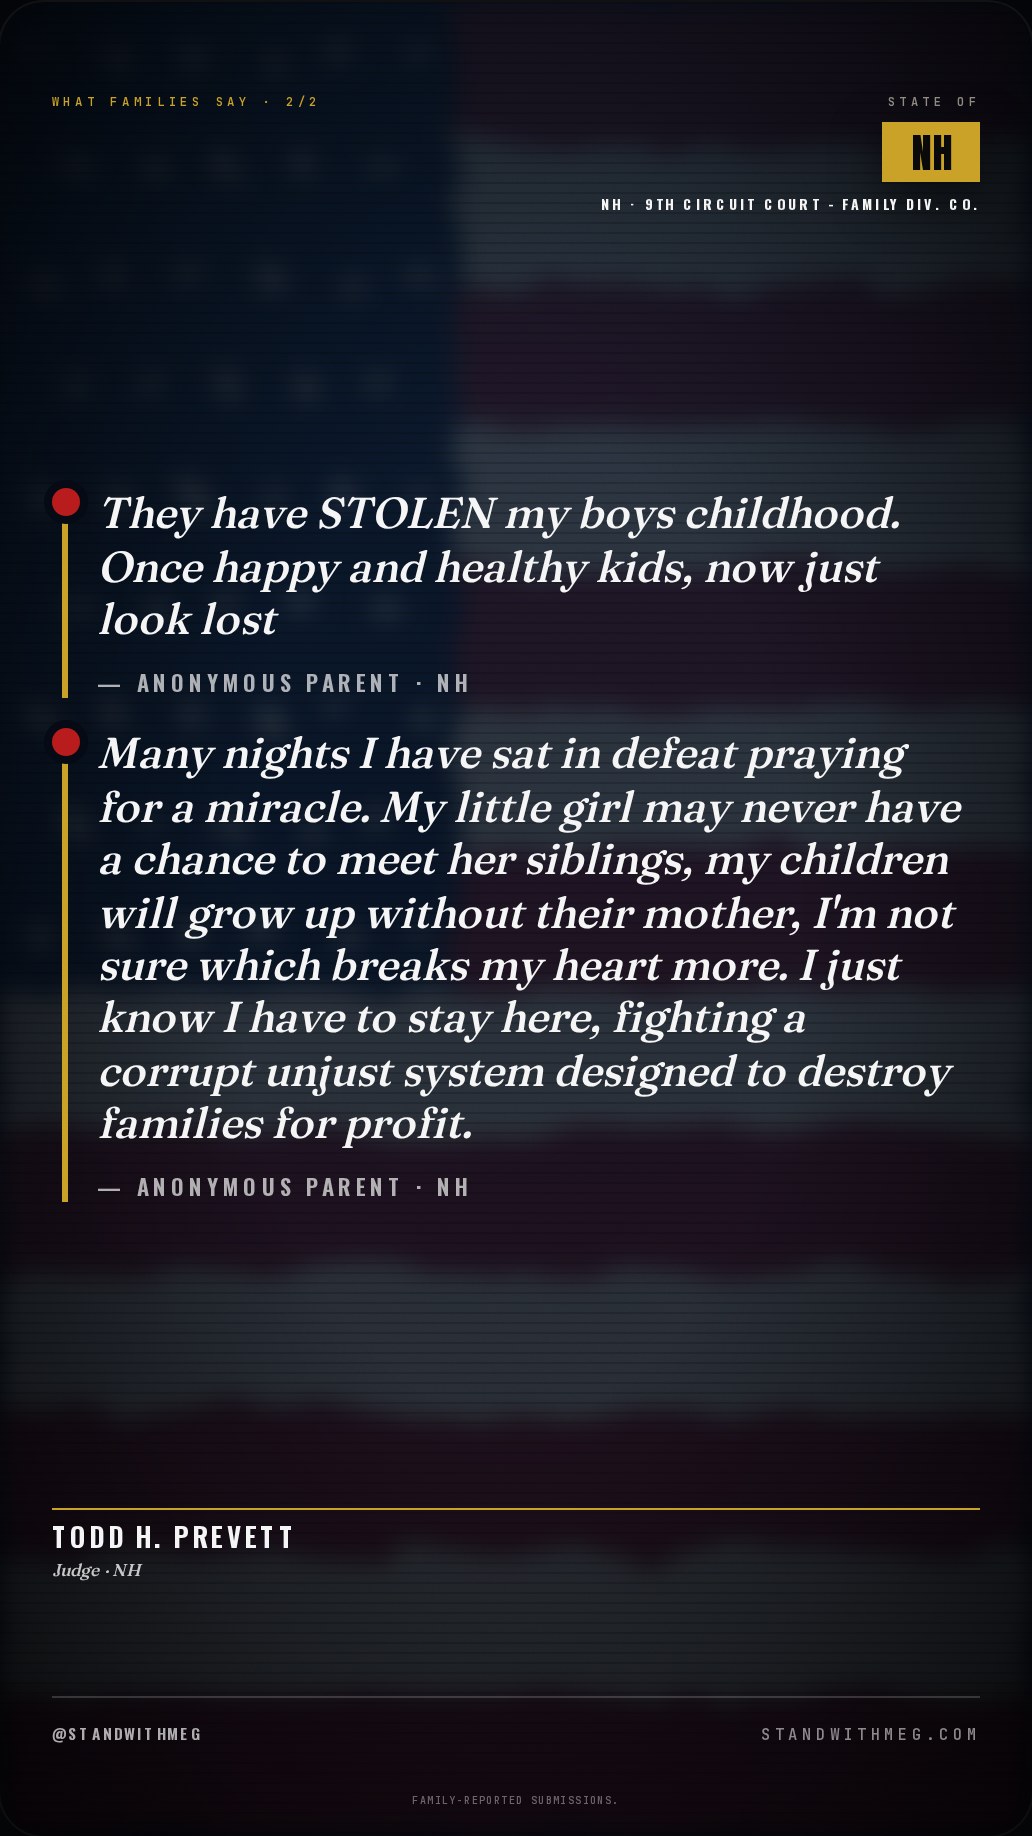 WHAT FAMILIES SAY · 2/2
STATE OF
NH
NH · 9TH CIRCUIT COURT - FAMILY DIV. CO.
They have STOLEN my boys childhood.
Once happy and healthy kids, now just
look lost
— ANONYMOUS PARENT · NH
Many nights I have sat in defeat praying
for a miracle. My little girl may never have
a chance to meet her siblings, my children
will grow up without their mother, I'm not
sure which breaks my heart more. I just
know I have to stay here, fighting a
corrupt unjust system designed to destroy
families for profit.
— ANONYMOUS PARENT · NH
TODD H. PREVETT
Judge · NH
@STANDWITHMEG
STANDWITHMEG.COM
FAMILY-REPORTED SUBMISSIONS.